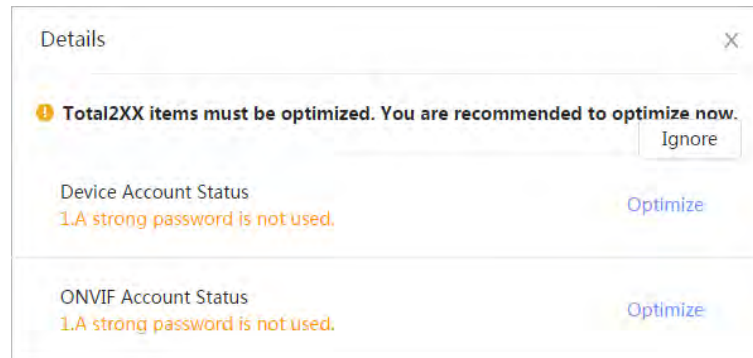 Details
Total2XX items must be optimized. You are recommended to optimize now.
Ignore
Device Account Status
Optimize
1.A strong password is not used.
ONVIF Account Status
Optimize
1.A strong password is not used.